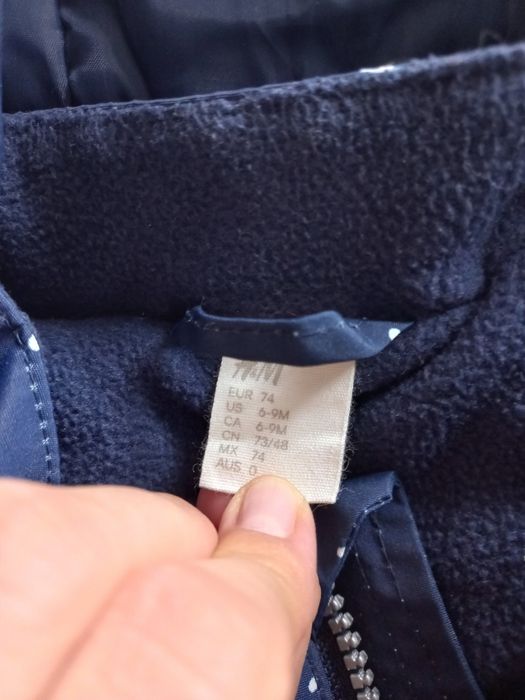 H&M
EUR 74
US 6-9M
CA 6-9M
CN 73/48
MX 74
AUS 0